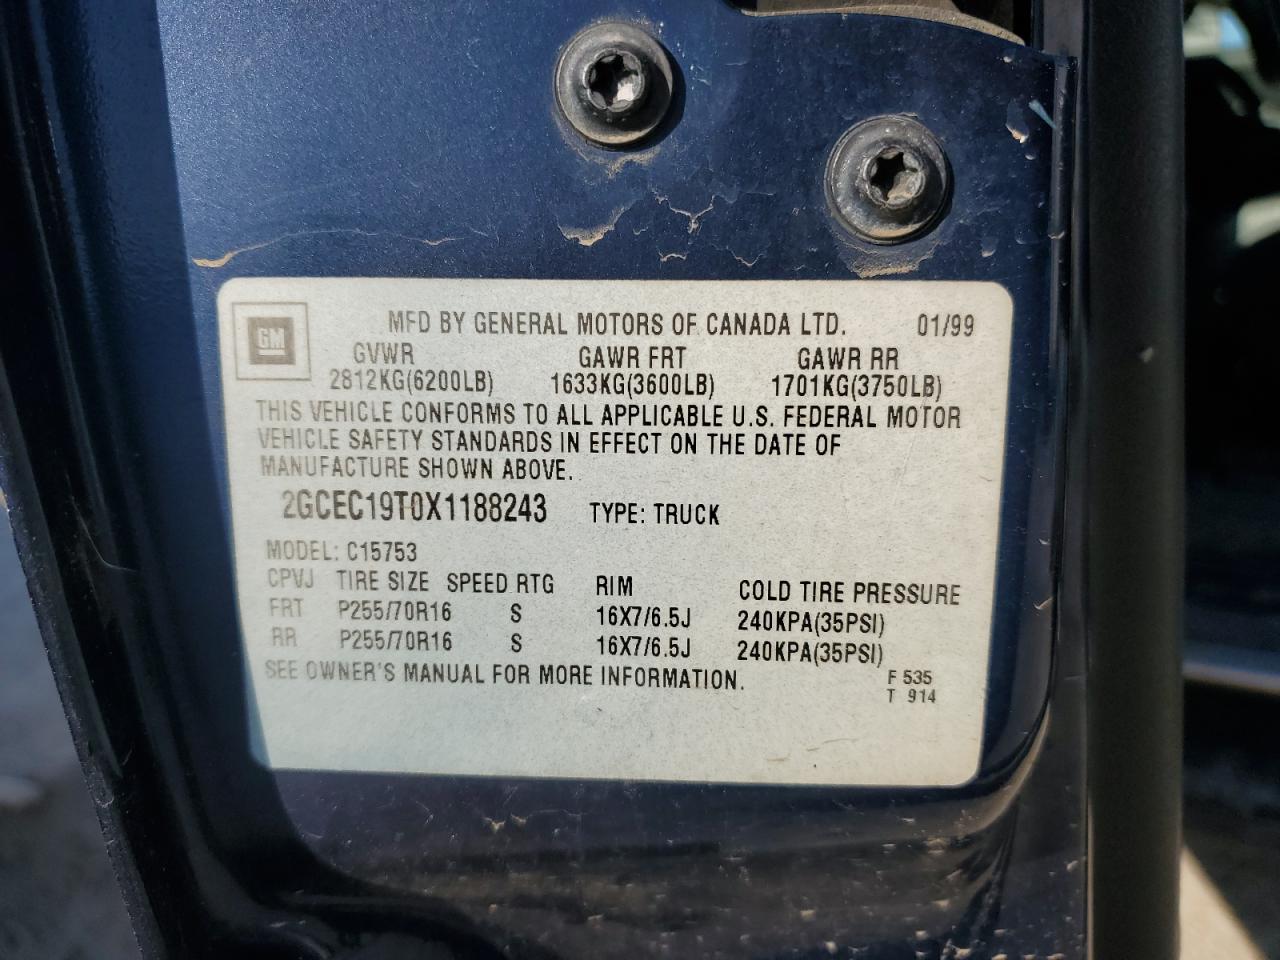 GM
MFD BY GENERAL MOTORS OF CANADA LTD. 01/99
GVWR GAWR FRT GAWR RR
2812KG(6200LB) 1633KG(3600LB) 1701KG(3750LB)
THIS VEHICLE CONFORMS TO ALL APPLICABLE U.S. FEDERAL MOTOR
VEHICLE SAFETY STANDARDS IN EFFECT ON THE DATE OF
MANUFACTURE SHOWN ABOVE.
2GCEC19T0X1188243 TYPE: TRUCK
MODEL: C15753
CPVJ TIRE SIZE SPEED RTG RIM COLD TIRE PRESSURE
FRT P255/70R16 S 16X7/6.5J 240KPA(35PSI)
RR P255/70R16 S 16X7/6.5J 240KPA(35PSI)
SEE OWNER'S MANUAL FOR MORE INFORMATION. F 535
T 914